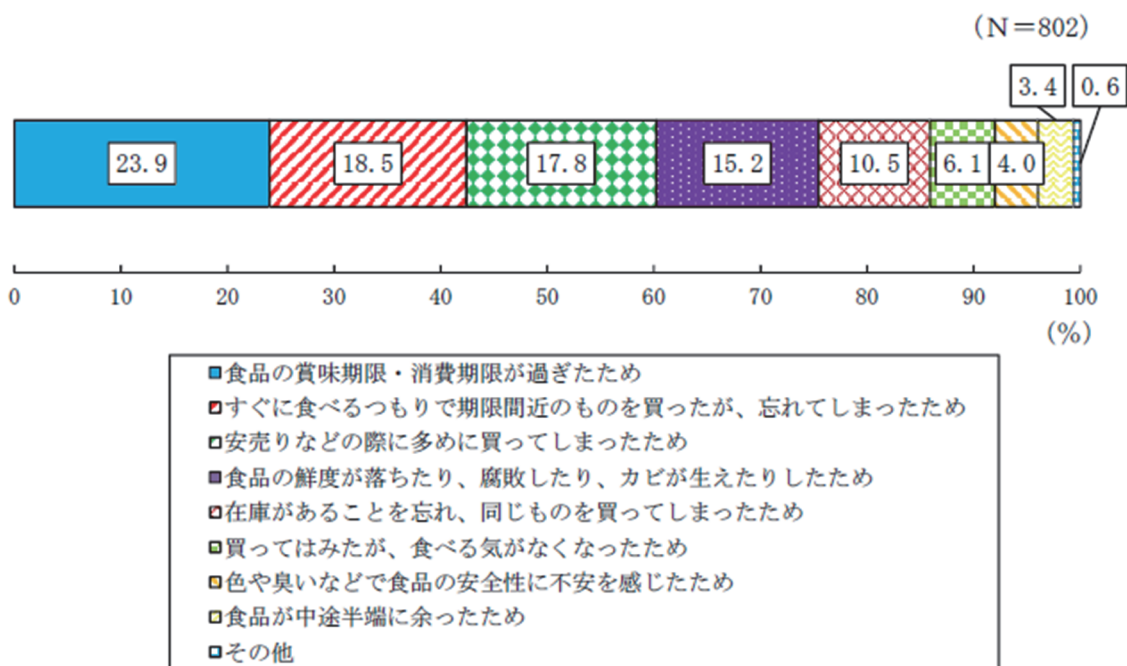 (N=802)
3.4 0.6
23.9 18.5 17.8 15.2 10.5 6.1 4.0
0 10 20 30 40 50 60 70 80 90 100
(%)
食品の賞味期限・消費期限が過ぎたため
すぐに食べるつもりで期限間近のものを買ったが、忘れてしまったため
安売りなどの際に多めに買ってしまったため
食品の鮮度が落ちたり、腐敗したり、カビが生えたりしたため
在庫があることを忘れ、同じものを買ってしまったため
買ってはみたが、食べる気がなくなったため
色や臭いなどで食品の安全性に不安を感じたため
食品が中途半端に余ったため
その他